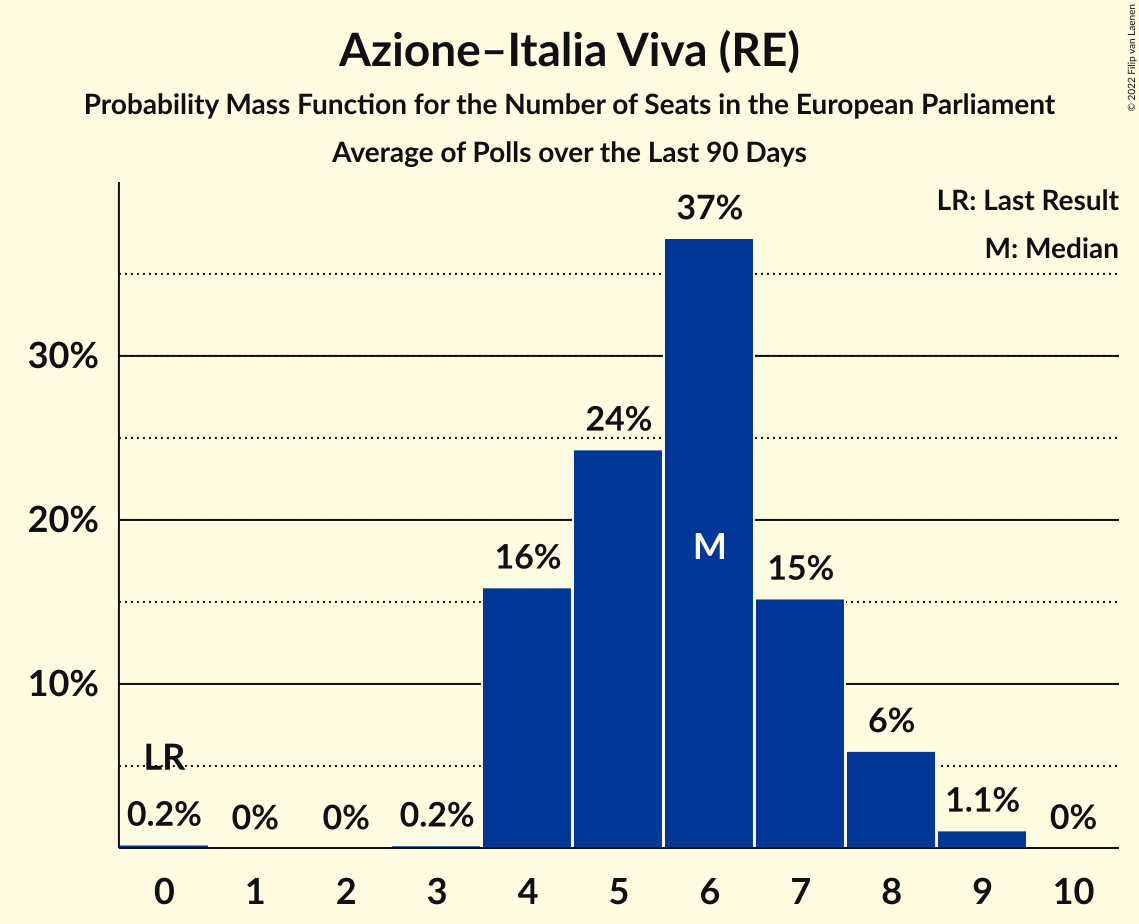 Azione–Italia Viva (RE)
Probability Mass Function for the Number of Seats in the European Parliament
Average of Polls over the Last 90 Days
© 2022 Filip van Laenen
LR: Last Result
M: Median
37%
30%
24%
20%
M
16%
15%
10%
6%
LR
0.2%
0%
0%
0.2%
1.1%
0%
0 1 2 3 4 5 6 7 8 9 10